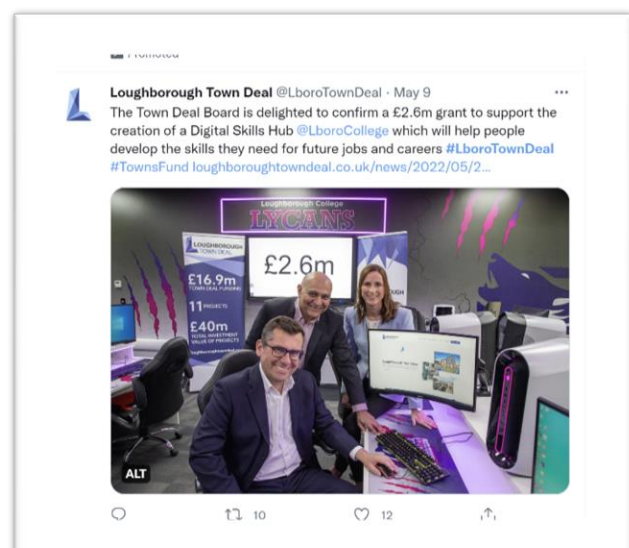 Promoted
Loughborough Town Deal @LboroTownDeal · May 9
The Town Deal Board is delighted to confirm a £2.6m grant to support the
creation of a Digital Skills Hub @LboroCollege which will help people
develop the skills they need for future jobs and careers #LboroTownDeal
#TownsFund loughboroughtowndeal.co.uk/news/2022/05/2...
Loughborough College
LYCANS
LOUGHBOROUGH
TOWN DEAL
£2.6m
£16.9m
TOWN DEAL FUNDING
11 PROJECTS
£40m
TOTAL INVESTMENT
VALUE OF PROJECTS
ALT
10
12